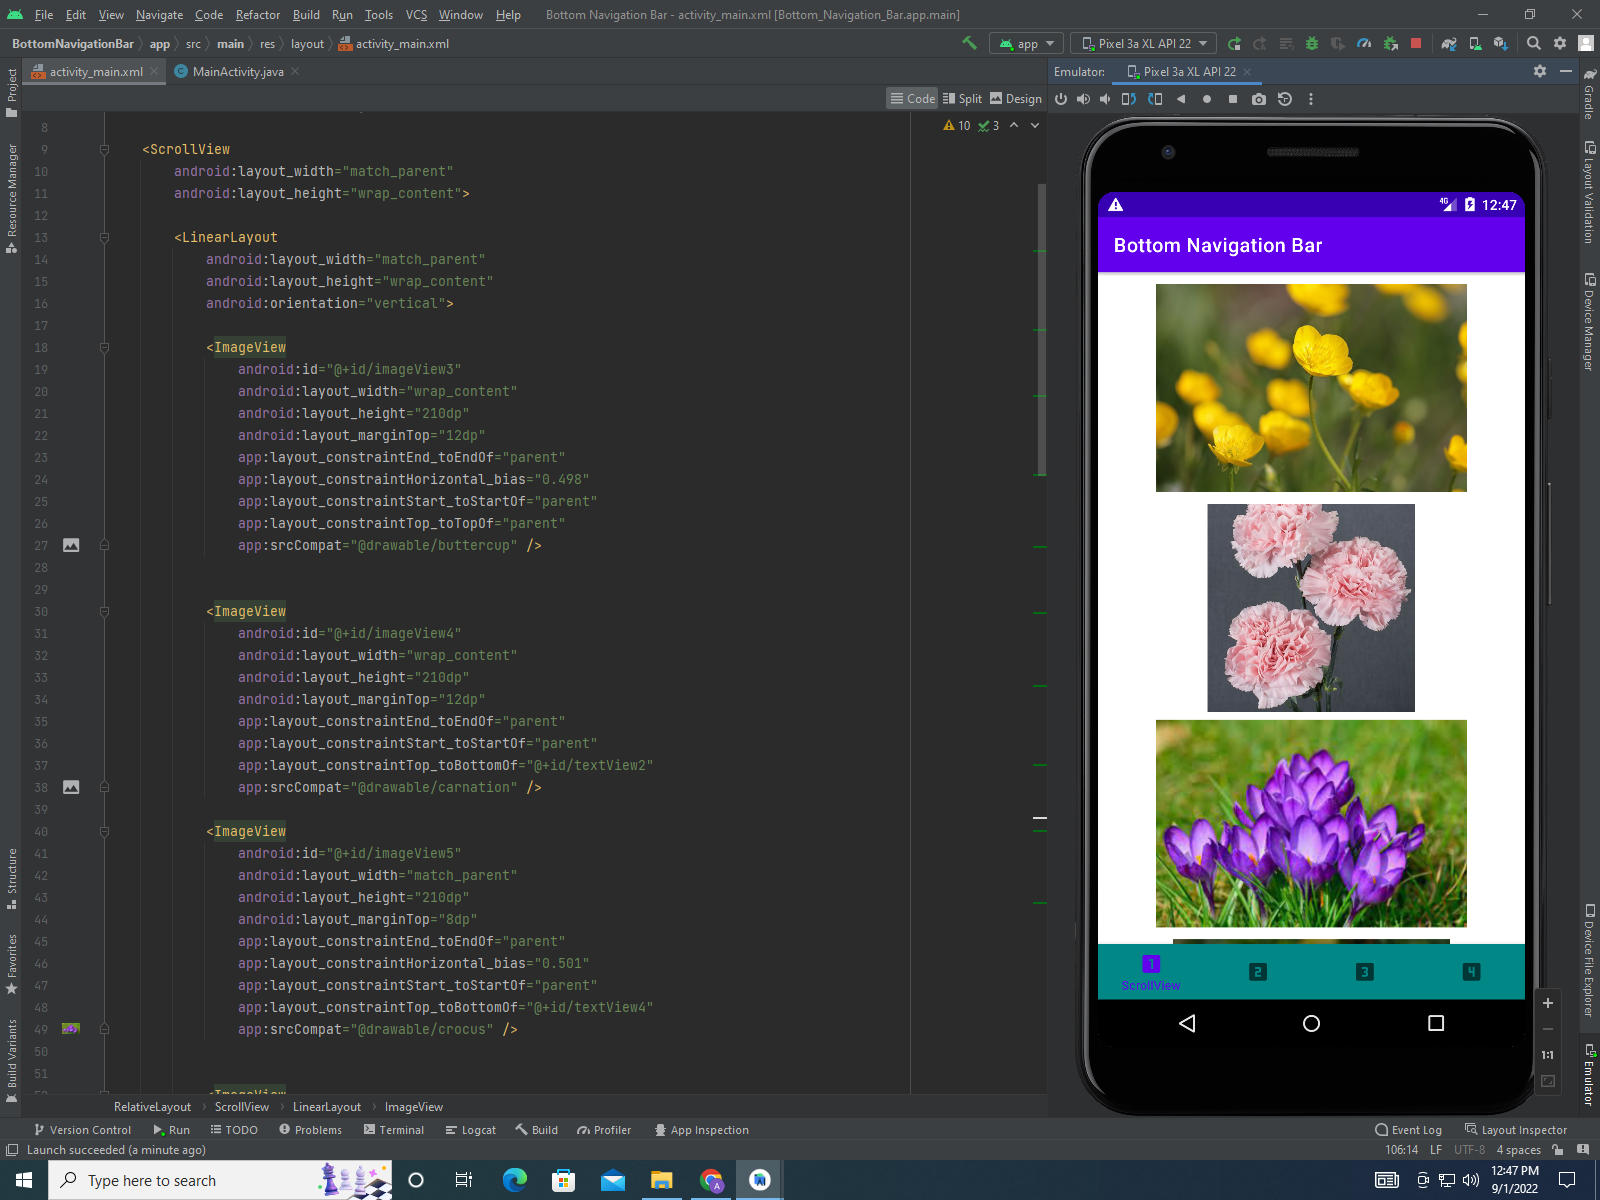 File Edit View Navigate Code Refactor Build Run Tools VCS Window Help Bottom Navigation Bar - activity_main.xml [Bottom_Navigation_Bar.app.main]
BottomNavigationBar app src main res layout activity_main.xml app Pixel 3a XL API 22
activity_main.xml MainActivity.java Emulator: Pixel 3a XL API 22
Code Split Design
10 3
8
9 <ScrollView
10 android:layout_width="match_parent"
11 android:layout_height="wrap_content">
12
13 <LinearLayout
14 android:layout_width="match_parent"
15 android:layout_height="wrap_content"
16 android:orientation="vertical">
17
18 <ImageView
19 android:id="@+id/imageView3"
20 android:layout_width="wrap_content"
21 android:layout_height="210dp"
22 android:layout_marginTop="12dp"
23 app:layout_constraintEnd_toEndOf="parent"
24 app:layout_constraintHorizontal_bias="0.498"
25 app:layout_constraintStart_toStartOf="parent"
26 app:layout_constraintTop_toTopOf="parent"
27 app:srcCompat="@drawable/buttercup" />
28
29
30 <ImageView
31 android:id="@+id/imageView4"
32 android:layout_width="wrap_content"
33 android:layout_height="210dp"
34 android:layout_marginTop="12dp"
35 app:layout_constraintEnd_toEndOf="parent"
36 app:layout_constraintStart_toStartOf="parent"
37 app:layout_constraintTop_toBottomOf="@+id/textView2"
38 app:srcCompat="@drawable/carnation" />
39
40 <ImageView
41 android:id="@+id/imageView5"
42 android:layout_width="match_parent"
43 android:layout_height="210dp"
44 android:layout_marginTop="8dp"
45 app:layout_constraintEnd_toEndOf="parent"
46 app:layout_constraintHorizontal_bias="0.501"
47 app:layout_constraintStart_toStartOf="parent"
48 app:layout_constraintTop_toBottomOf="@+id/textView4"
49 app:srcCompat="@drawable/crocus" />
50
51
<ImageView
RelativeLayout ScrollView LinearLayout ImageView
Project
Resource Manager
Structure
Favorites
Build Variants
4G 12:47
Bottom Navigation Bar
1 2 3 4
ScrollView
1:1
Gradle
Layout Validation
Device Manager
Device File Explorer
Emulator
Version Control Run TODO Problems Terminal Logcat Build Profiler App Inspection Event Log Layout Inspector
Launch succeeded (a minute ago) 106:14 LF UTF-8 4 spaces
Type here to search A 12:47 PM
9/1/2022